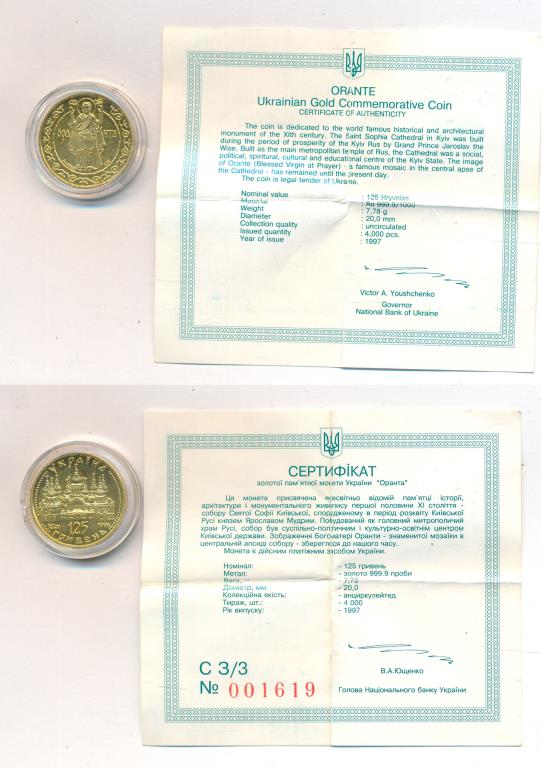 ORANTE
Ukrainian Gold Commemorative Coin
CERTIFICATE OF AUTHENTICITY
The coin is dedicated to the world famous historical and architectural
monument of the XIth century. The Saint Sophia Cathedral in Kyiv was built
during the period of prosperity of the Kyiv Rus by Grand Prince Jaroslav the
Wise. Built as the main metropolitan temple of Rus, the Cathedral was a social,
political, spiritural, cultural and educational centre of the Kyiv State. The image
of Orante (Blessed Virgin at Prayer) - a famous mosaic in the central apse
of the Cathedral - has remained until the present day.
The coin is legal tender of Ukraine.
Nominal value : 125 Hryvnias
Material : Au 999.9/1000
Weight : 7,78 g
Diameter : 20,0 mm
Collection quality : uncirculated
Issued quantity : 4,000 pcs.
Year of issue : 1997
Victor A. Youshchenko
Governor
National Bank of Ukraine
УКРАЇНА
125
ГРИВЕНЬ
СЕРТИФІКАТ
золотої пам'ятної монети України "Оранта"
Ця монета присвячена всесвітньо відомій пам'ятці історії,
архітектури і монументального живопису першої половини XI століття -
собору Святої Софії Київської, спорудженому в період розквіту Київської
Русі князем Ярославом Мудрим. Побудований як головний митрополичий
храм Русі, собор був суспільно-політичним і культурно-освітнім центром
Київської держави. Зображення Богоматері Оранти - знаменитої мозаїки в
центральній апсиді собору - збереглося до нашого часу.
Монета є дійсним платіжним засобом України.
Номінал: - 125 гривень
Метал: - золото 999.9 проби
Вага, - 7,78
Діаметр, мм. - 20,0
Колекційна якість: - анциркулейтед
Тираж, шт.: - 4 000
Рік випуску: - 1997
В.А.Ющенко
Голова Національного банку України
С 3/3
№ 001619